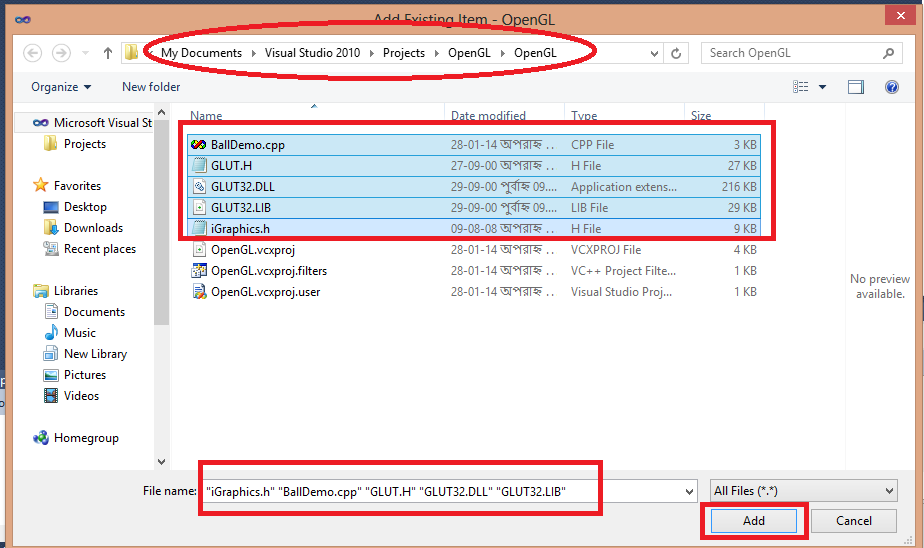 Add Existing Item - OpenGL
My Documents Visual Studio 2010 Projects OpenGL OpenGL
Search OpenGL
Organize
New folder
Name Date modified Type Size
Microsoft Visual St
Projects
Favorites
Desktop
Downloads
Recent places
Libraries
Documents
Music
New Library
Pictures
Videos
Homegroup
BallDemo.cpp 28-01-14 অপরাহ্ন .. CPP File 3 KB
GLUT.H 27-09-00 অপরাহ্ন .. H File 27 KB
GLUT32.DLL 29-09-00 পূর্বাহ্ন 09.... Application extens... 216 KB
GLUT32.LIB 29-09-00 পূর্বাহ্ন 09.... LIB File 29 KB
iGraphics.h 09-08-08 অপরাহ্ন .. H File 9 KB
OpenGL.vcxproj 28-01-14 অপরাহ্ন .. VCXPROJ File 4 KB
OpenGL.vcxproj.filters 28-01-14 অপরাহ্ন .. VC++ Project Filte... 1 KB
OpenGL.vcxproj.user 28-01-14 অপরাহ্ন .. Visual Studio Proj... 1 KB
No preview
available.
File name: "iGraphics.h" "BallDemo.cpp" "GLUT.H" "GLUT32.DLL" "GLUT32.LIB"
All Files (*.*)
Add
Cancel